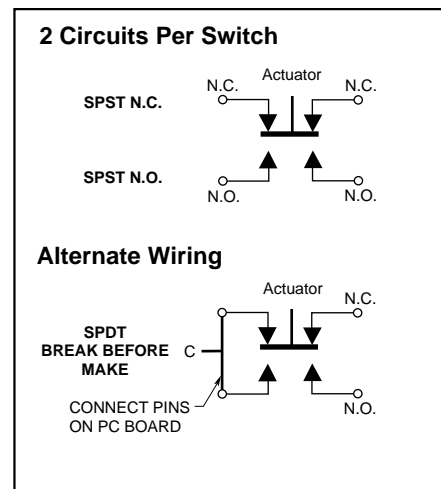 2 Circuits Per Switch
Actuator
N.C. N.C.
SPST N.C.
SPST N.O.
N.O. N.O.
Alternate Wiring
Actuator
N.C.
SPDT
BREAK BEFORE C
MAKE
CONNECT PINS
ON PC BOARD
N.O.